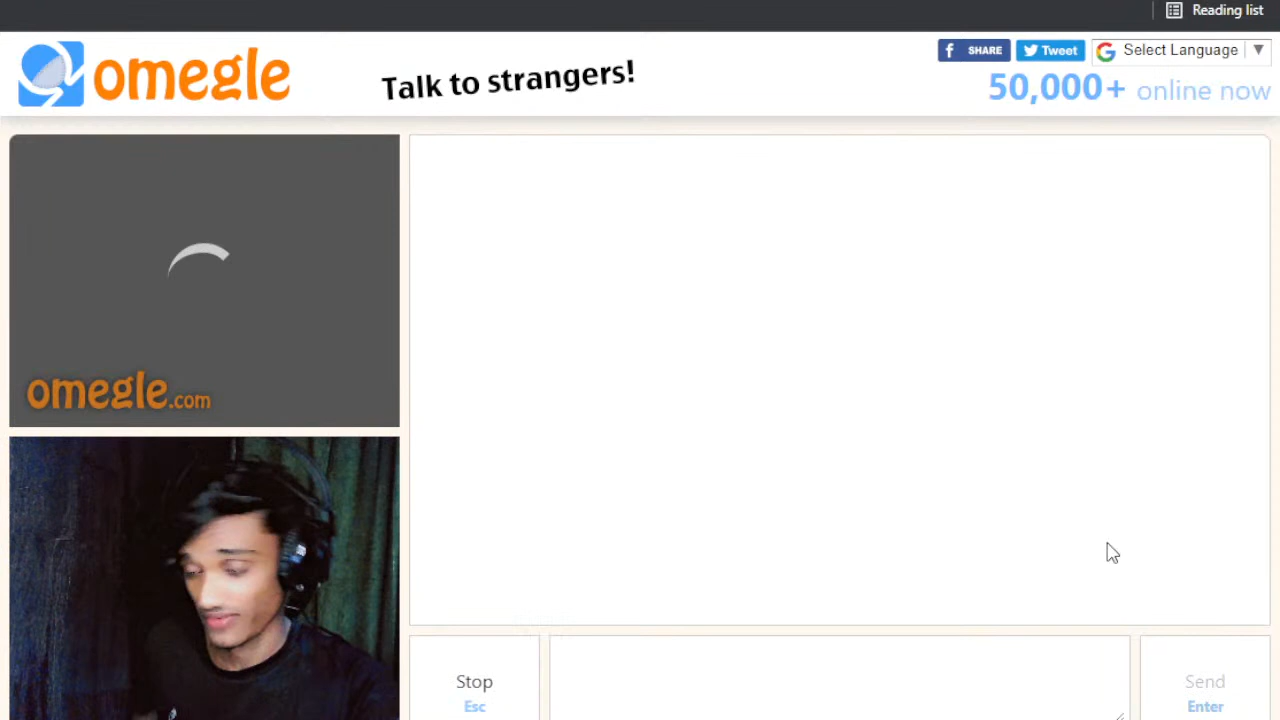 Reading list
omegle
Talk to strangers!
SHARE
Tweet
Select Language
50,000+ online now
omegle.com
Stop
Esc
Send
Enter